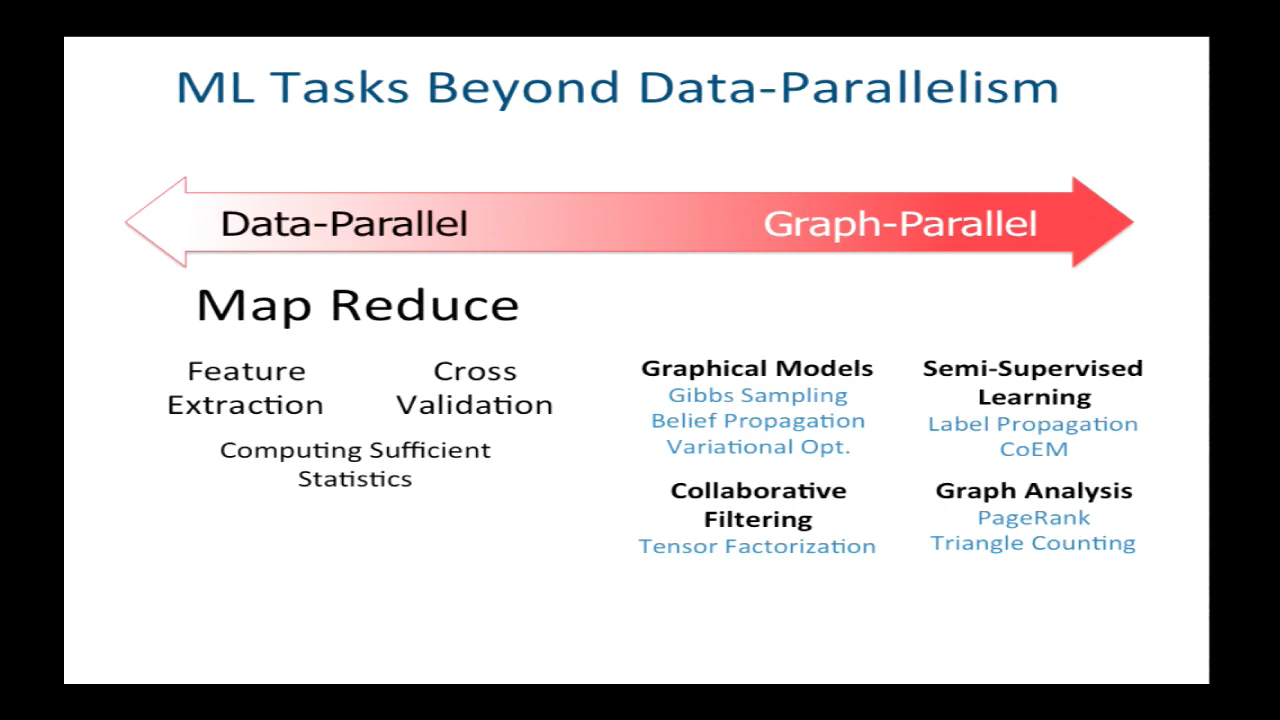 ML Tasks Beyond Data-Parallelism
Data-Parallel
Graph-Parallel
Map Reduce
Feature
Extraction
Cross
Validation
Computing Sufficient
Statistics
Graphical Models
Gibbs Sampling
Belief Propagation
Variational Opt.
Semi-Supervised
Learning
Label Propagation
CoEM
Collaborative
Filtering
Tensor Factorization
Graph Analysis
PageRank
Triangle Counting